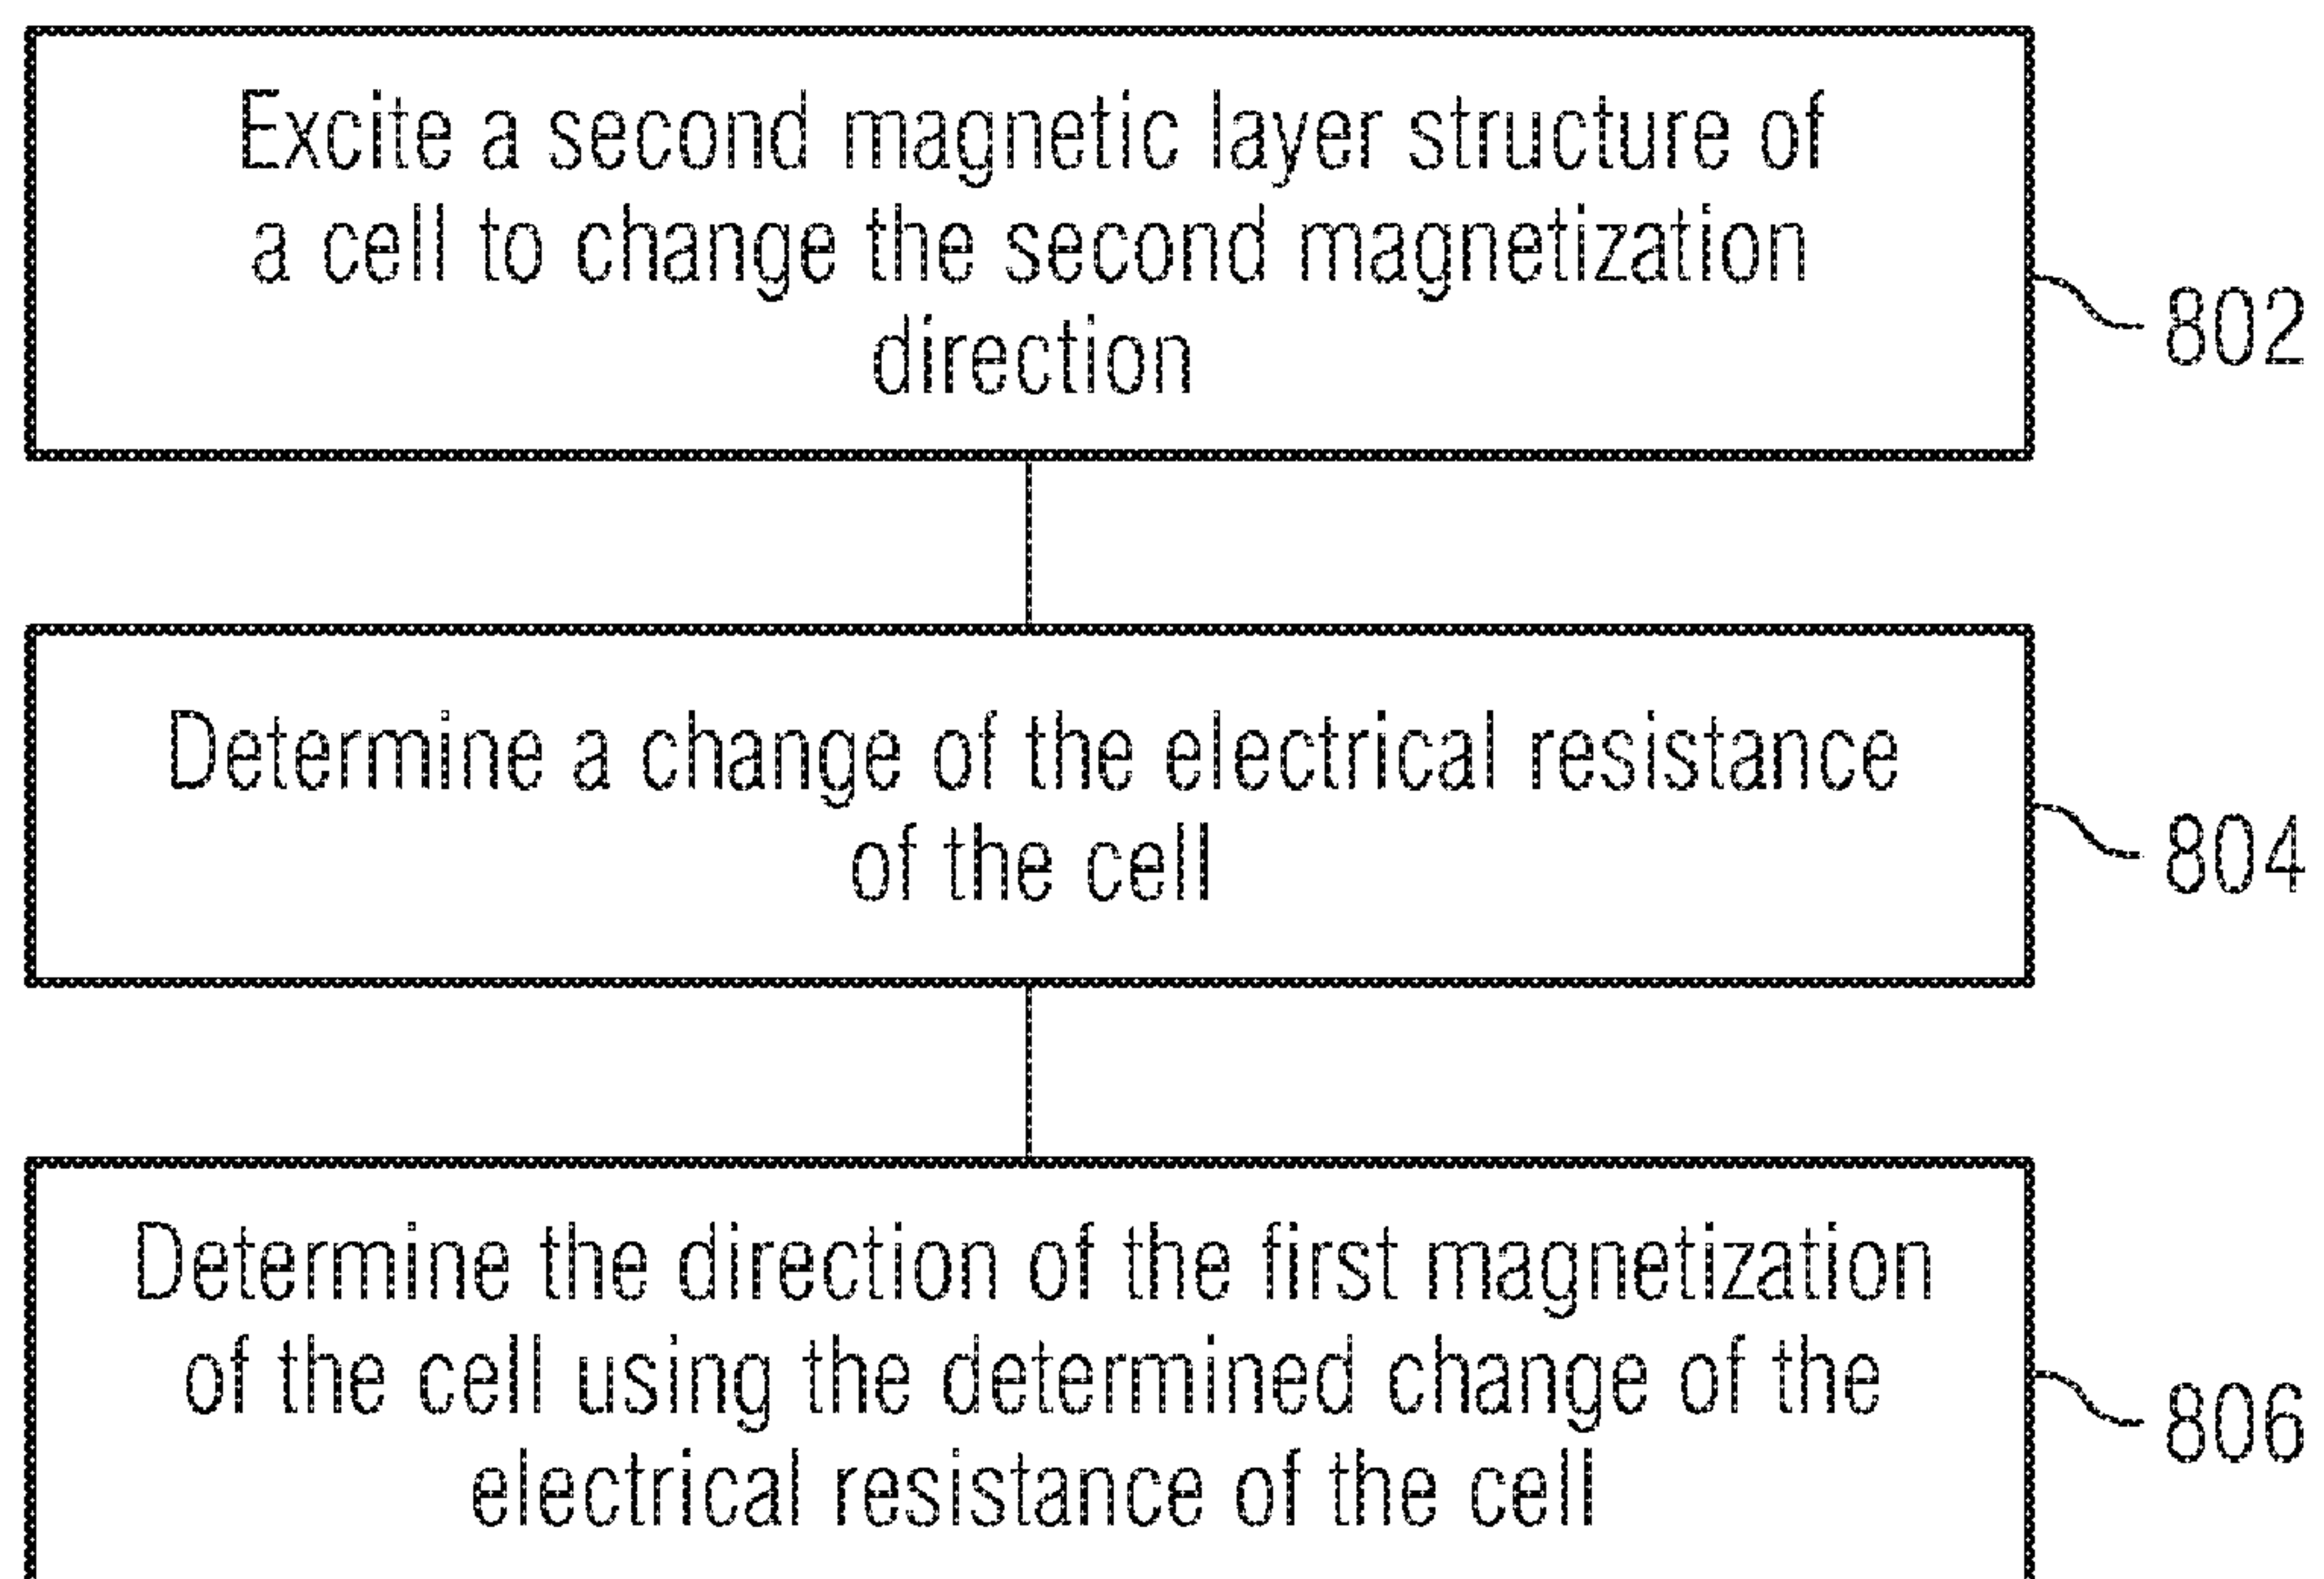 Excite a second magnetic layer structure of
a cell to change the second magnetization
direction
802
Determine a change of the electrical resistance
of the cell
804
Determine the direction of the first magnetization
of the cell using the determined change of the
electrical resistance of the cell
806